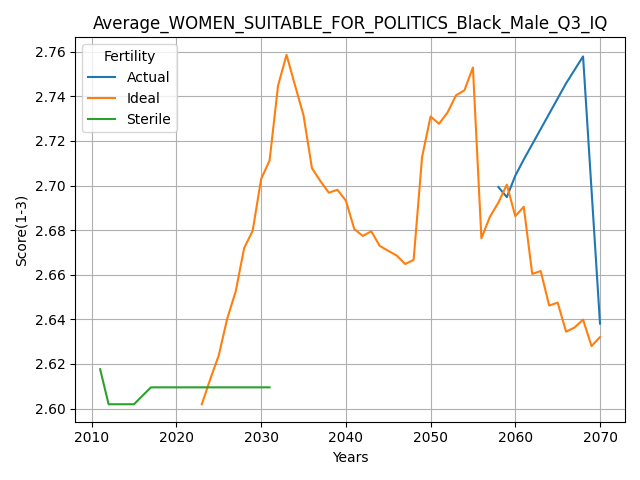 Average_WOMEN_SUITABLE_FOR_POLITICS_Black_Male_Q3_IQ
Fertility
Actual
Ideal
Sterile
Score(1-3)
2.76
2.74
2.72
2.70
2.68
2.66
2.64
2.62
2.60
2010 2020 2030 2040 2050 2060 2070
Years